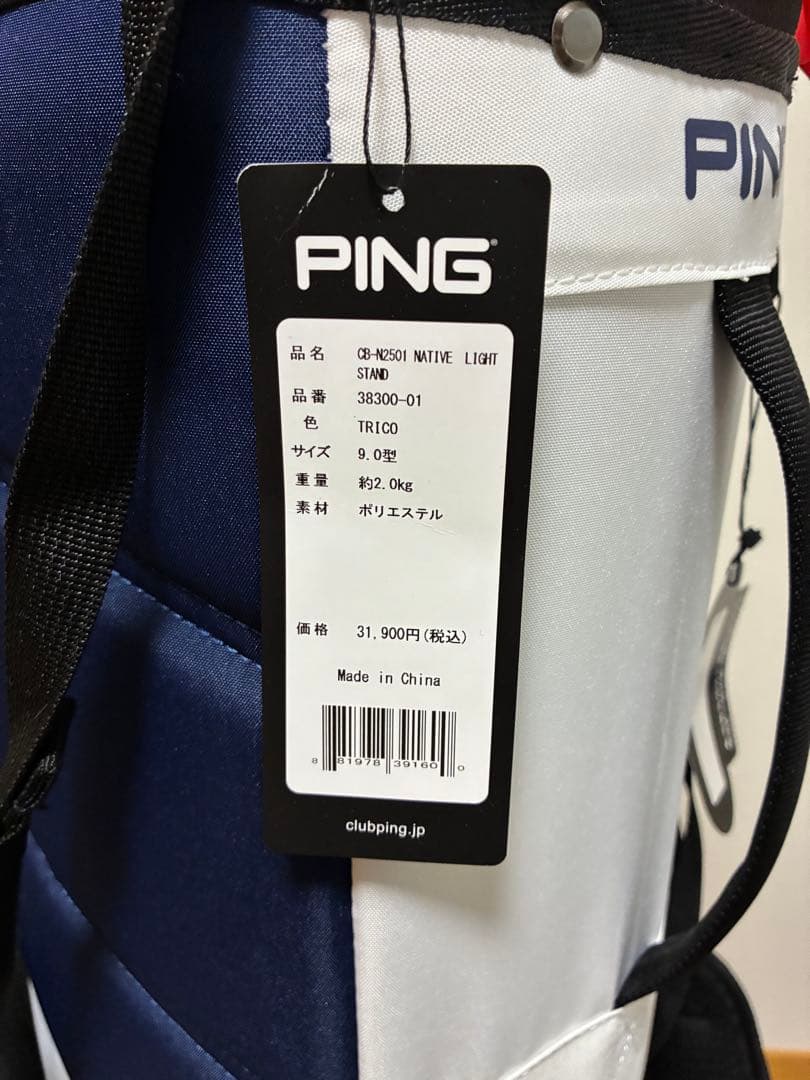 PING
PING
品名 CB-N2501 NATIVE LIGHT
STAND
品番 38300-01
色 TRICO
サイズ 9.0型
重量 約2.0kg
素材 ポリエステル
価格 31,900円(税込)
Made in China
8 81978 39160 0
clubping.jp